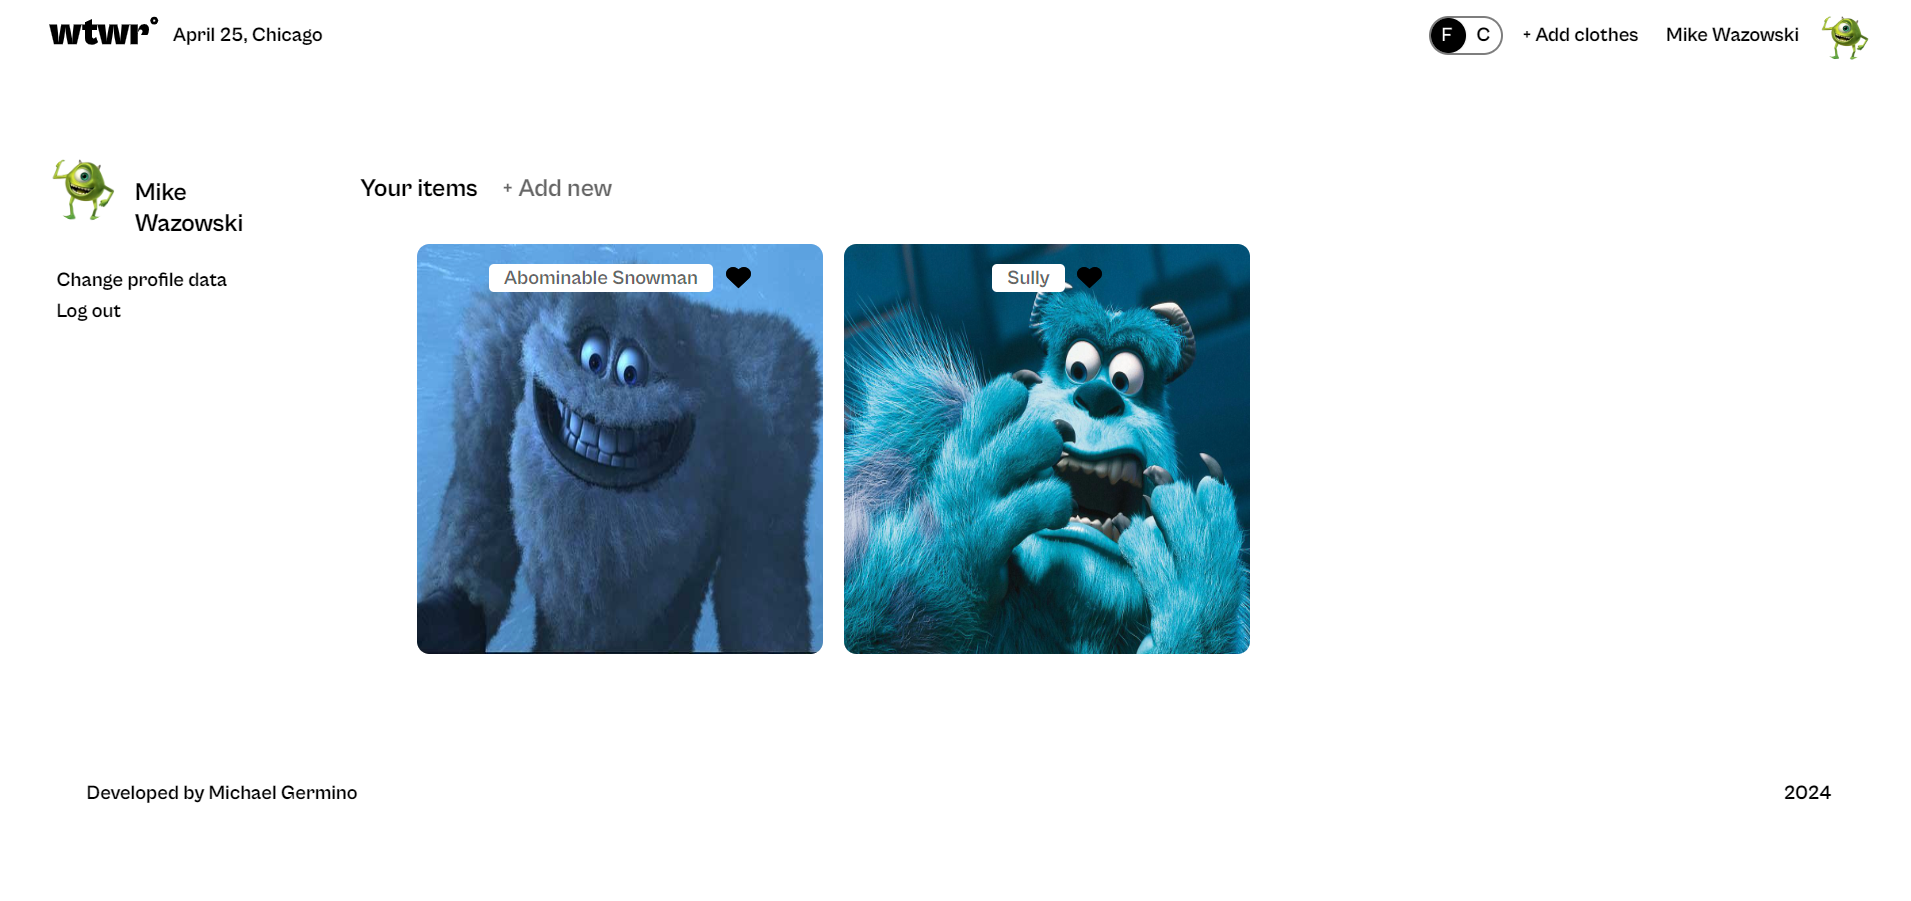 wtwr°
April 25, Chicago
F C
+ Add clothes
Mike Wazowski
Mike
Wazowski
Change profile data
Log out
Your items
+ Add new
Abominable Snowman
Sully
Developed by Michael Germino
2024